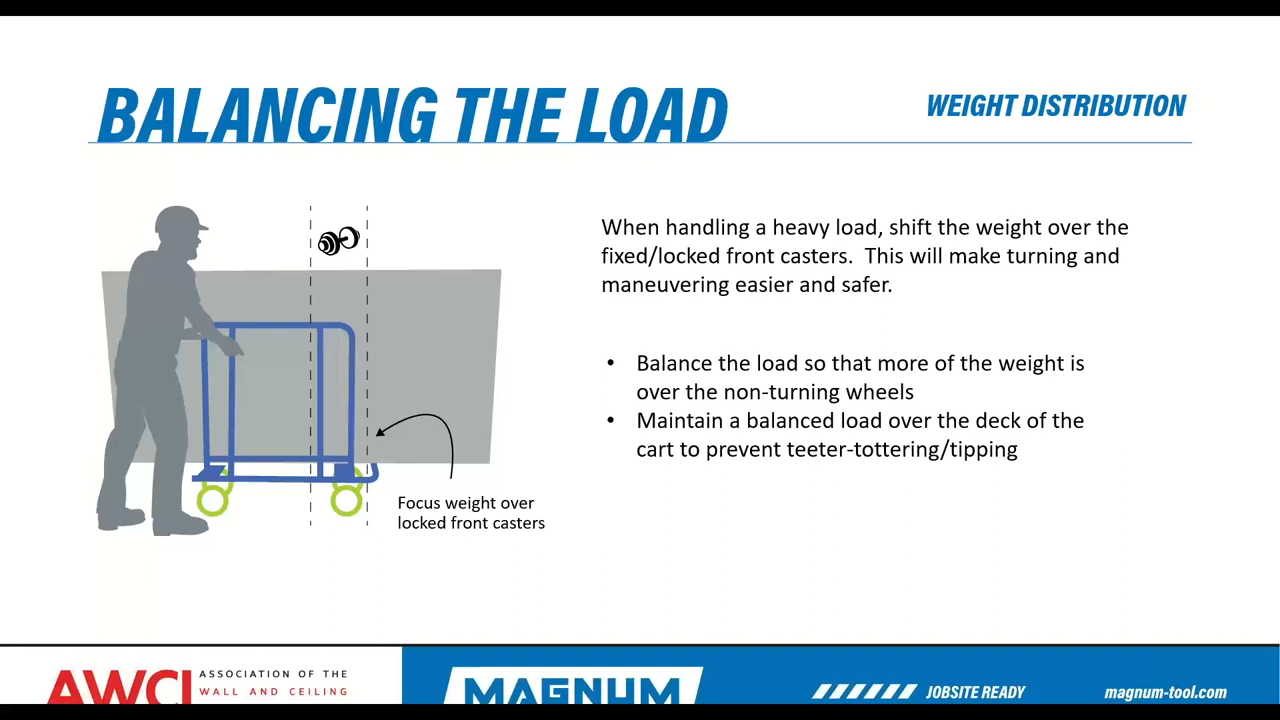 BALANCING THE LOAD
WEIGHT DISTRIBUTION
When handling a heavy load, shift the weight over the
fixed/locked front casters.  This will make turning and
maneuvering easier and safer.
• Balance the load so that more of the weight is
over the non-turning wheels
• Maintain a balanced load over the deck of the
cart to prevent teeter-tottering/tipping
Focus weight over
locked front casters
AWCI
ASSOCIATION OF THE
WALL AND CEILING
MAGNUM
JOBSITE READY
magnum-tool.com